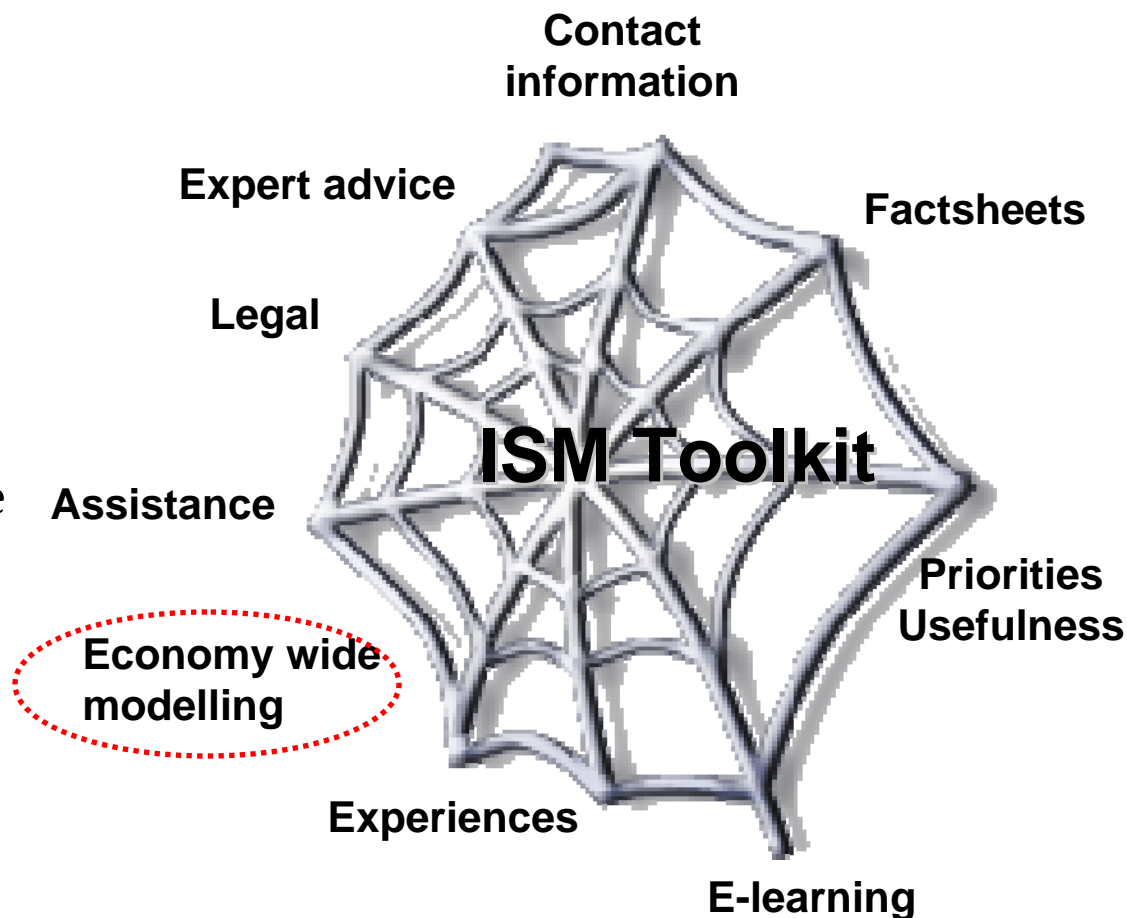 Contact
information
Expert advice
Factsheets
Legal
ISM Toolkit
e
Assistance
Priorities
Usefulness
Economy wide
modelling
Experiences
E-learning